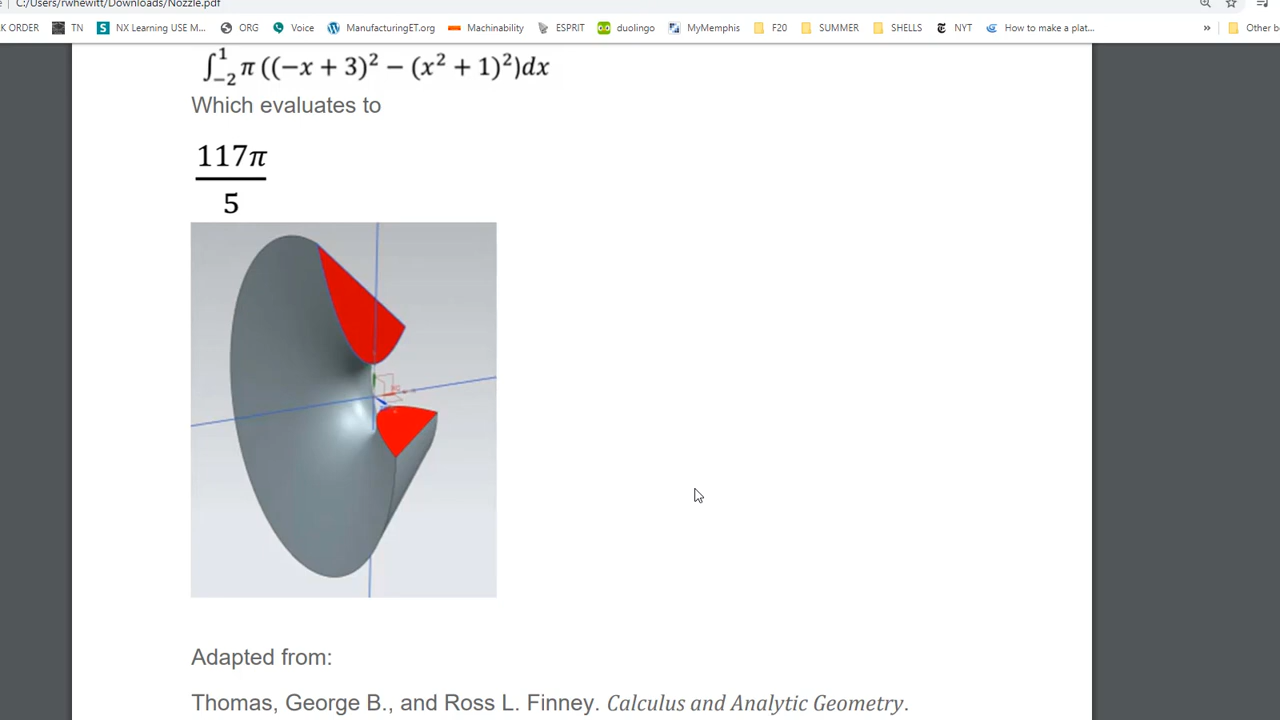 C:/Users/rwhewitt/Downloads/Nozzle.pdf
K ORDER TN NX Learning USE M... ORG Voice ManufacturingET.org Machinability ESPRIT duolingo MyMemphis F20 SUMMER SHELLS NYT How to make a plat... » Other b
∫₋₂¹ π ((−x + 3)² − (x² + 1)²)dx
Which evaluates to
117π
5
Adapted from:
Thomas, George B., and Ross L. Finney. Calculus and Analytic Geometry.